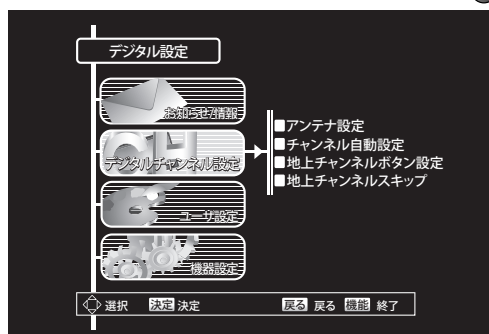 デジタル設定
お知らせ/情報
CH
デジタルチャンネル設定
ユーザ設定
機器設定
■アンテナ設定
■チャンネル自動設定
■地上チャンネルボタン設定
■地上チャンネルスキップ
選択 決定 決定 戻る 戻る 機能 終了